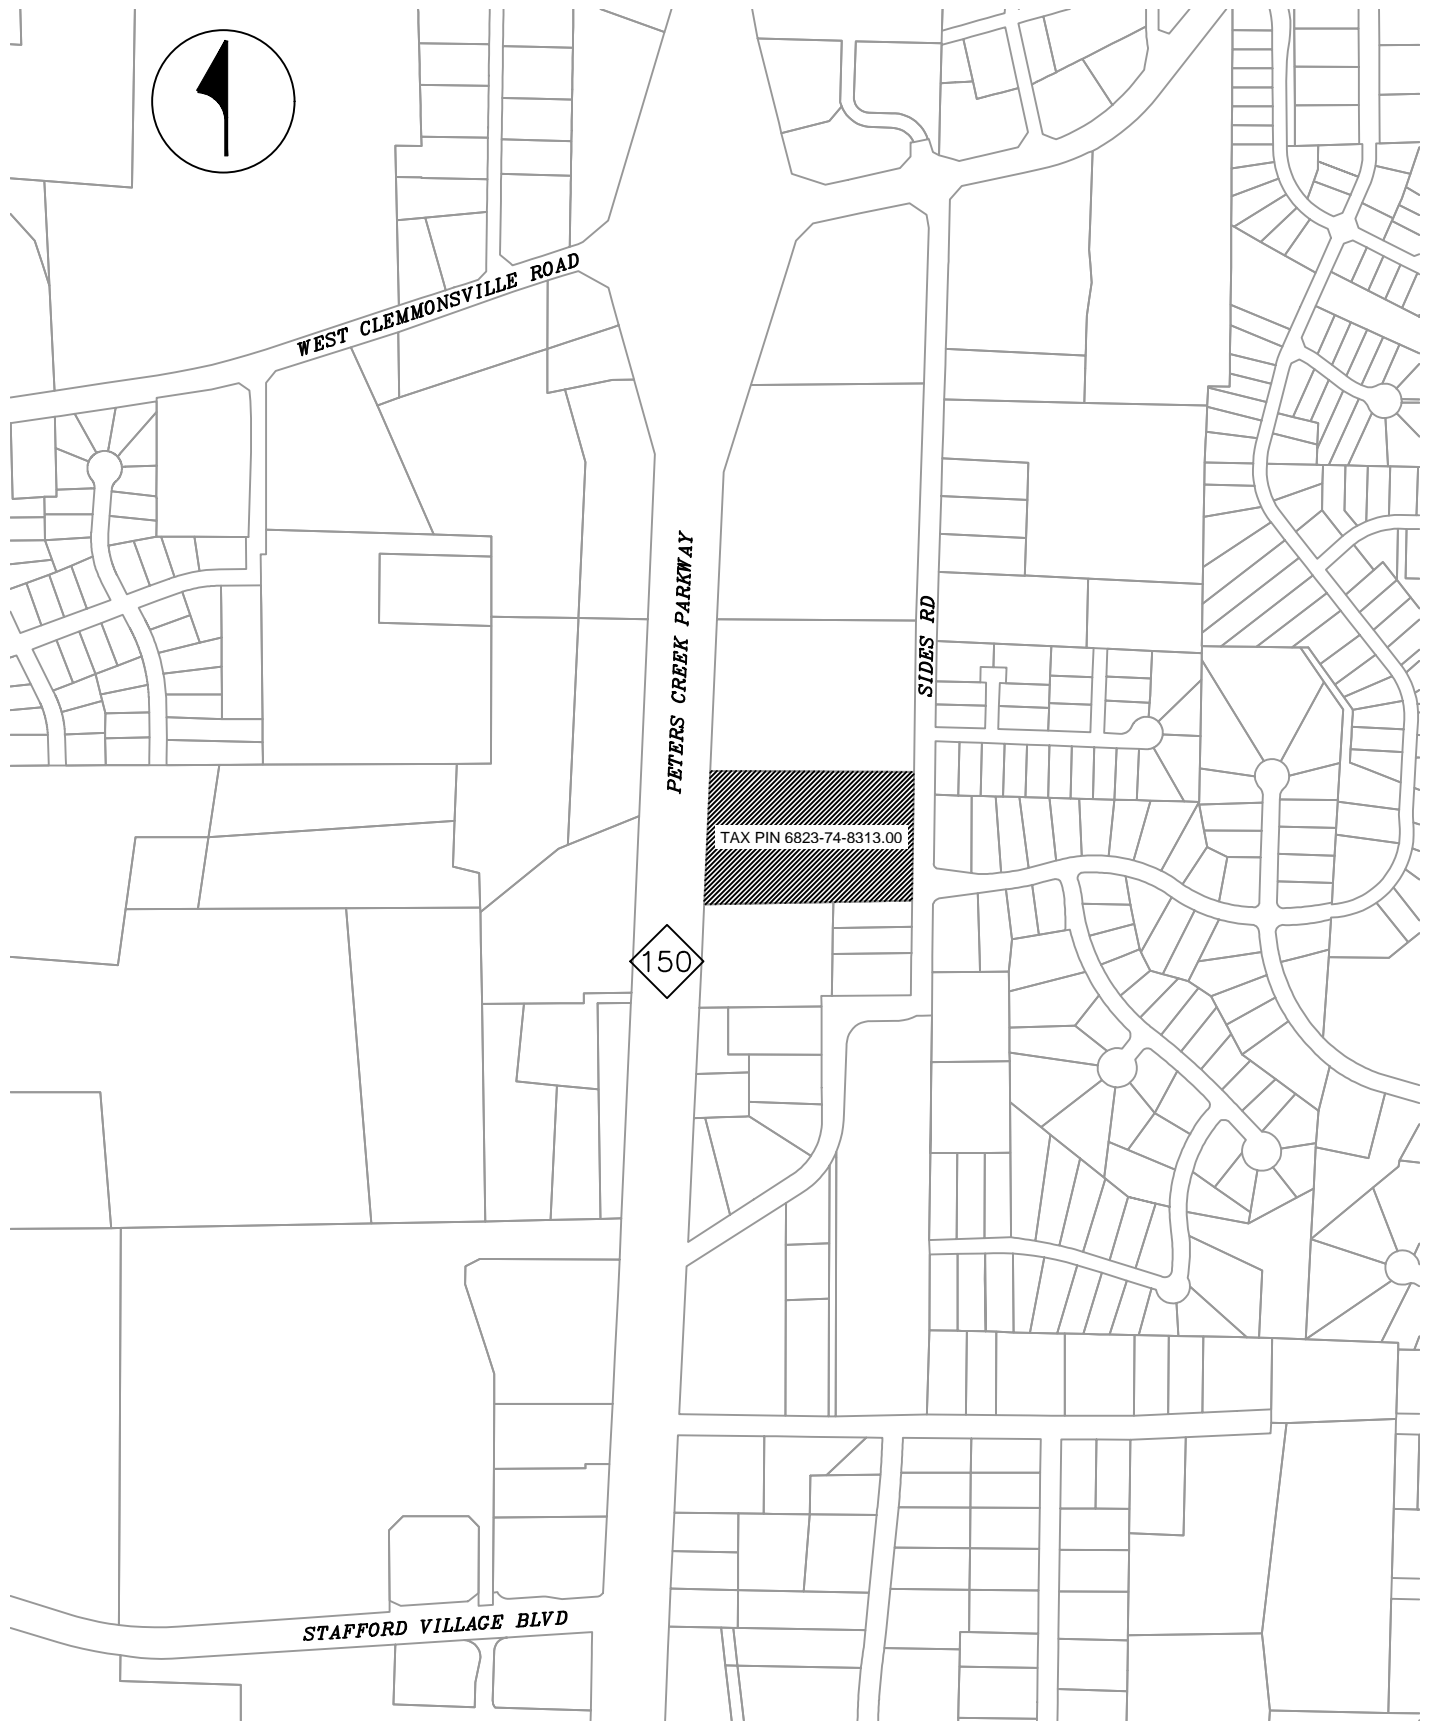 WEST CLEMMONSVILLE ROAD
PETERS CREEK PARKWAY
SIDES RD
TAX PIN 6823-74-8313.00
150
STAFFORD VILLAGE BLVD